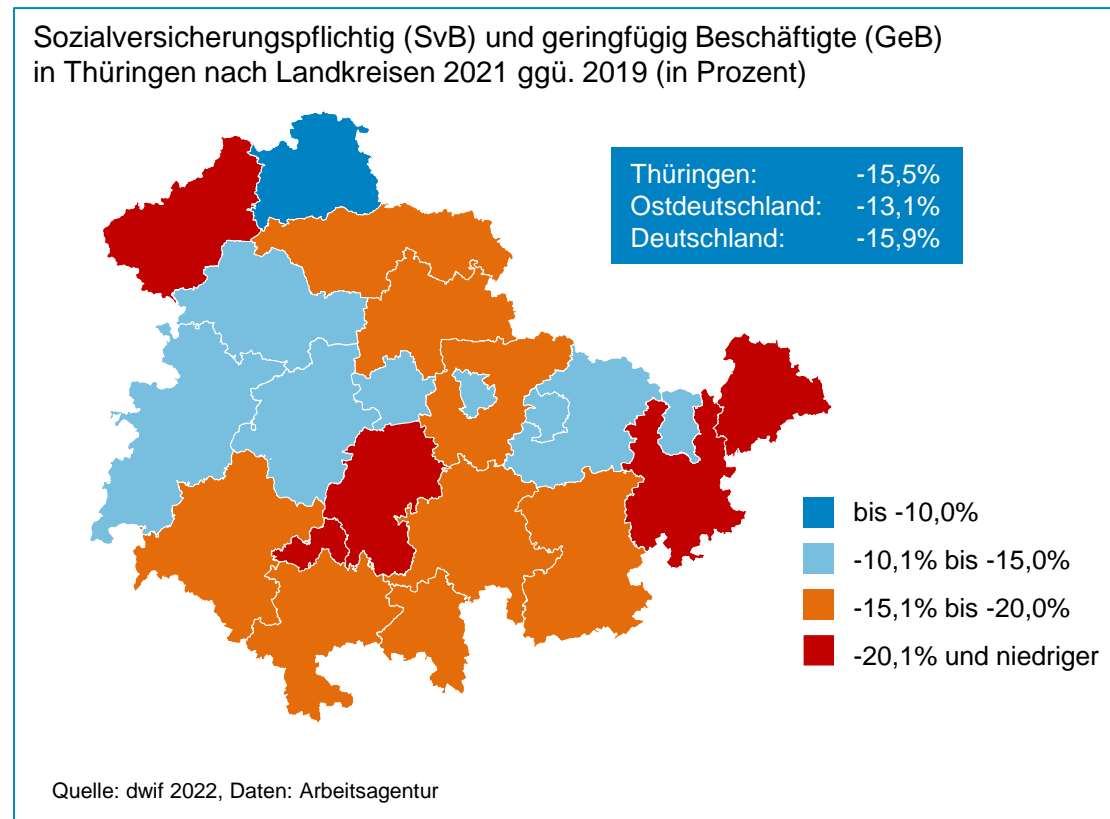 Sozialversicherungspflichtig (SvB) und geringfügig Beschäftigte (GeB)
in Thüringen nach Landkreisen 2021 ggü. 2019 (in Prozent)
Thüringen: -15,5%
Ostdeutschland: -13,1%
Deutschland: -15,9%
bis -10,0%
-10,1% bis -15,0%
-15,1% bis -20,0%
-20,1% und niedriger
Quelle: dwif 2022, Daten: Arbeitsagentur